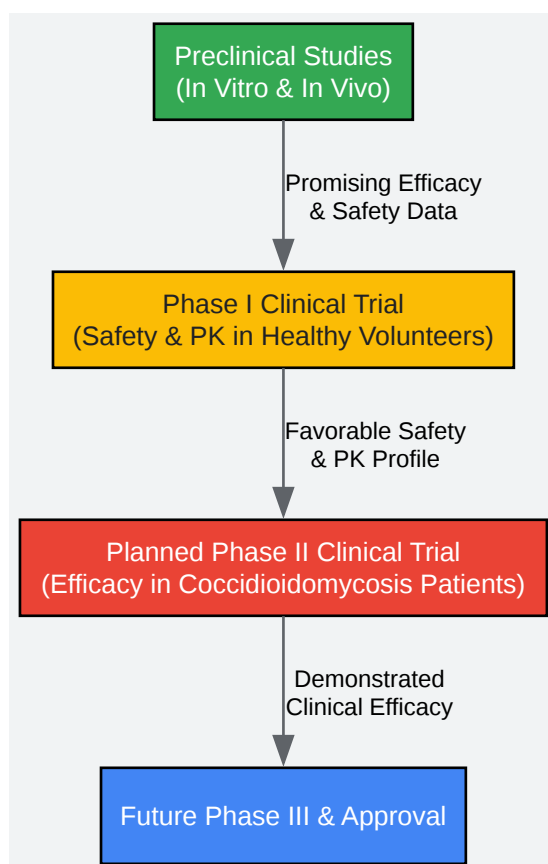 Preclinical Studies
(In Vitro & In Vivo)
Promising Efficacy
& Safety Data
Phase I Clinical Trial
(Safety & PK in Healthy Volunteers)
Favorable Safety
& PK Profile
Planned Phase II Clinical Trial
(Efficacy in Coccidioidomycosis Patients)
Demonstrated
Clinical Efficacy
Future Phase III & Approval